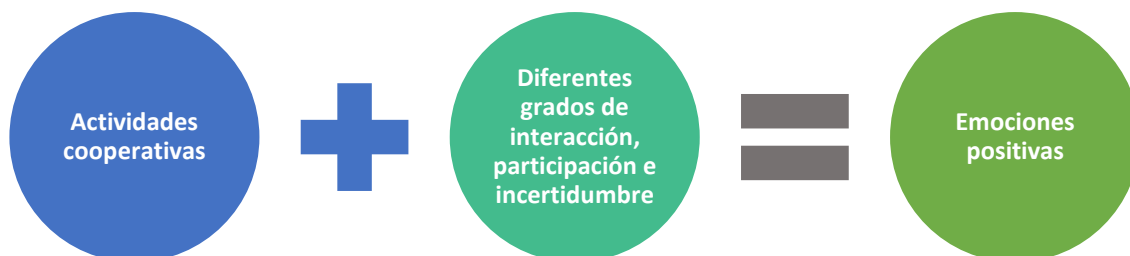 Actividades
cooperativas
Diferentes
grados de
interacción,
participación e
incertidumbre
Emociones
positivas